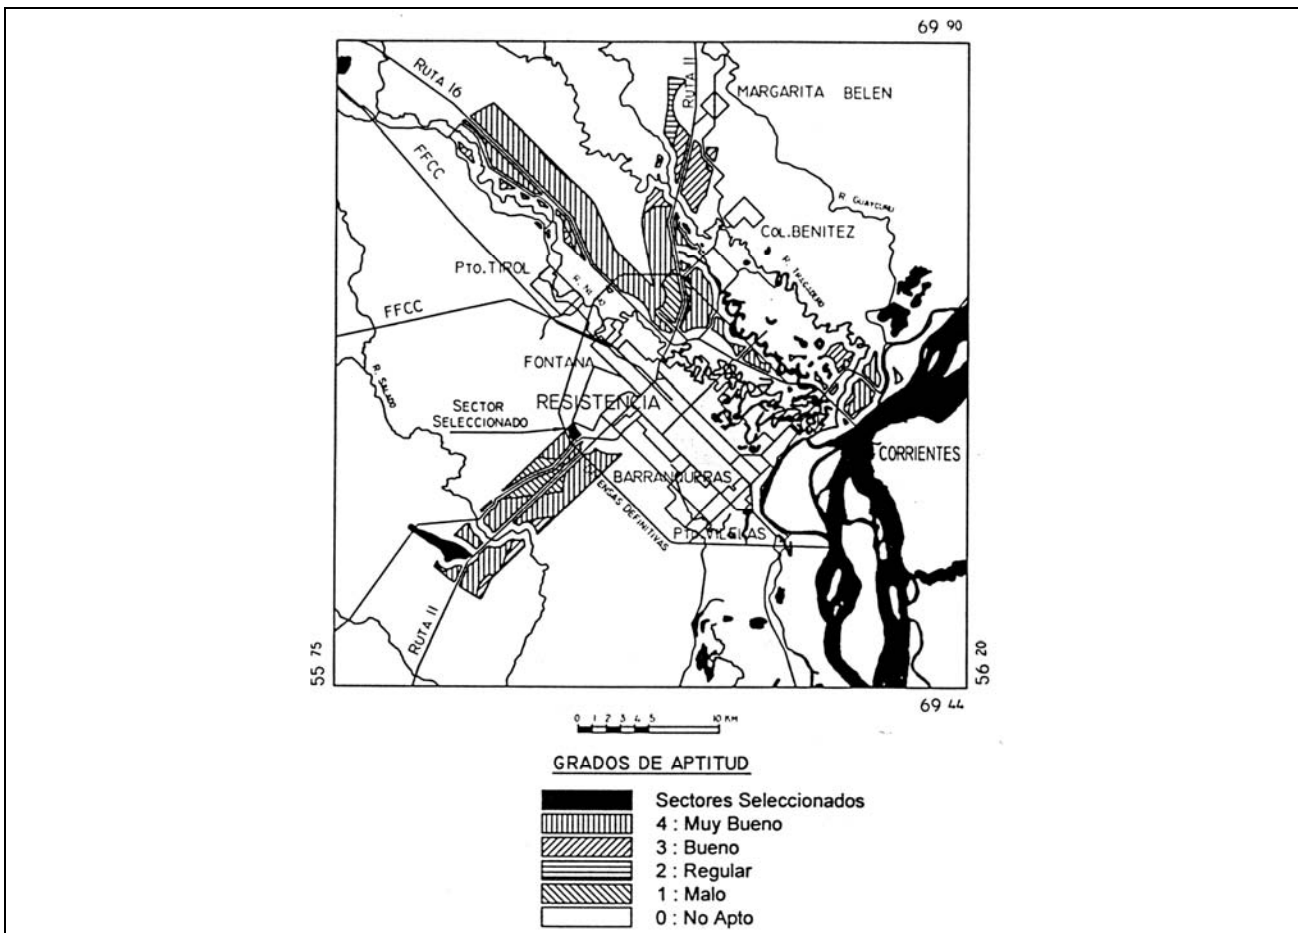 69 90
RUTA 16
RUTA 11
MARGARITA BELEN
FFCC
R. GUAYCURU
COL. BENITEZ
PTO. TIROL
R. TRAGADERO
FFCC
FONTANA
R. SALADO
RESISTENCIA
SECTOR
SELECCIONADO
CORRIENTES
BARRANQUERAS
DEFINITIVAS
PTO. VILELAS
RUTA 11
55 75
56 20
69 44
0 1 2 3 4 5 10 KM
GRADOS DE APTITUD
Sectores Seleccionados
4 : Muy Bueno
3 : Bueno
2 : Regular
1 : Malo
0 : No Apto